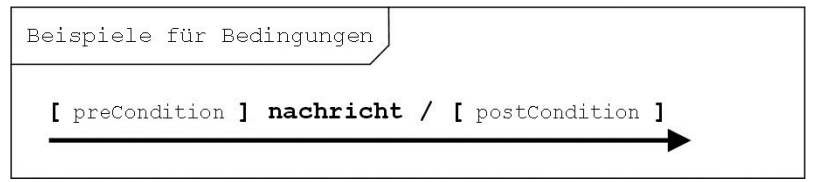 Beispiele für Bedingungen
[ preCondition ] nachricht / [ postCondition ]